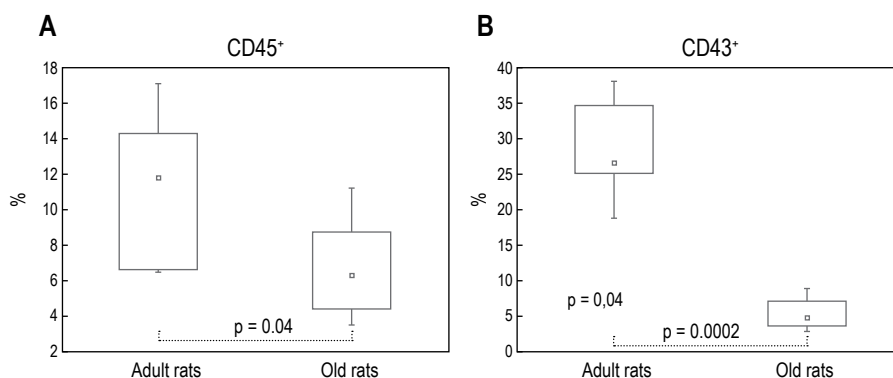 A
CD45⁺
18
16
14
12
10
8
6
4
2
%
p = 0.04
Adult rats
Old rats
B
CD43⁺
40
35
30
25
20
15
10
5
0
%
p = 0,04
p = 0.0002
Adult rats
Old rats